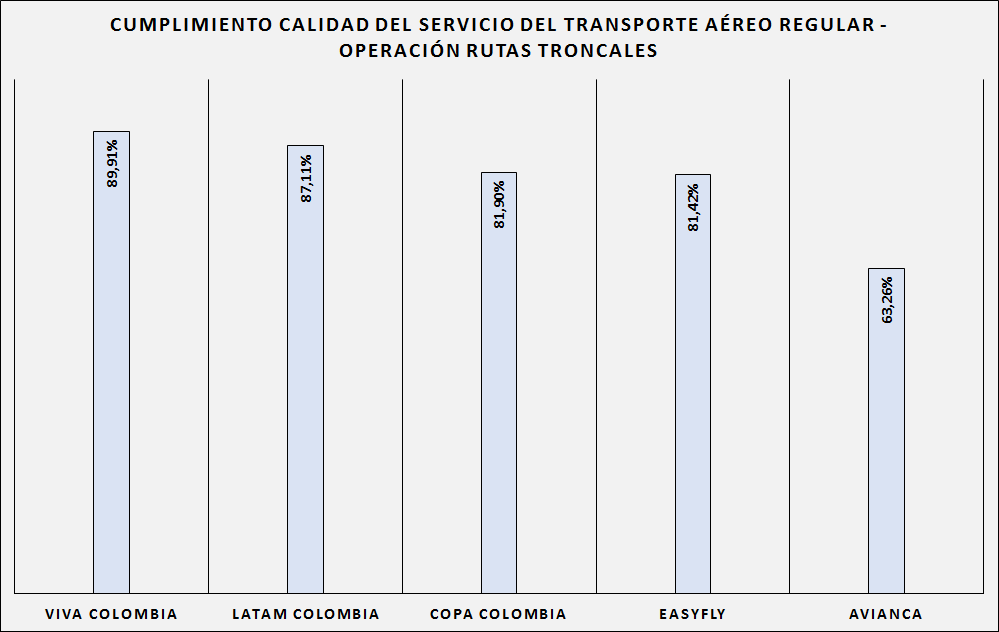 CUMPLIMIENTO CALIDAD DEL SERVICIO DEL TRANSPORTE AÉREO REGULAR -
OPERACIÓN RUTAS TRONCALES
89,91%
87,11%
81,90%
81,42%
63,26%
VIVA COLOMBIA
LATAM COLOMBIA
COPA COLOMBIA
EASYFLY
AVIANCA